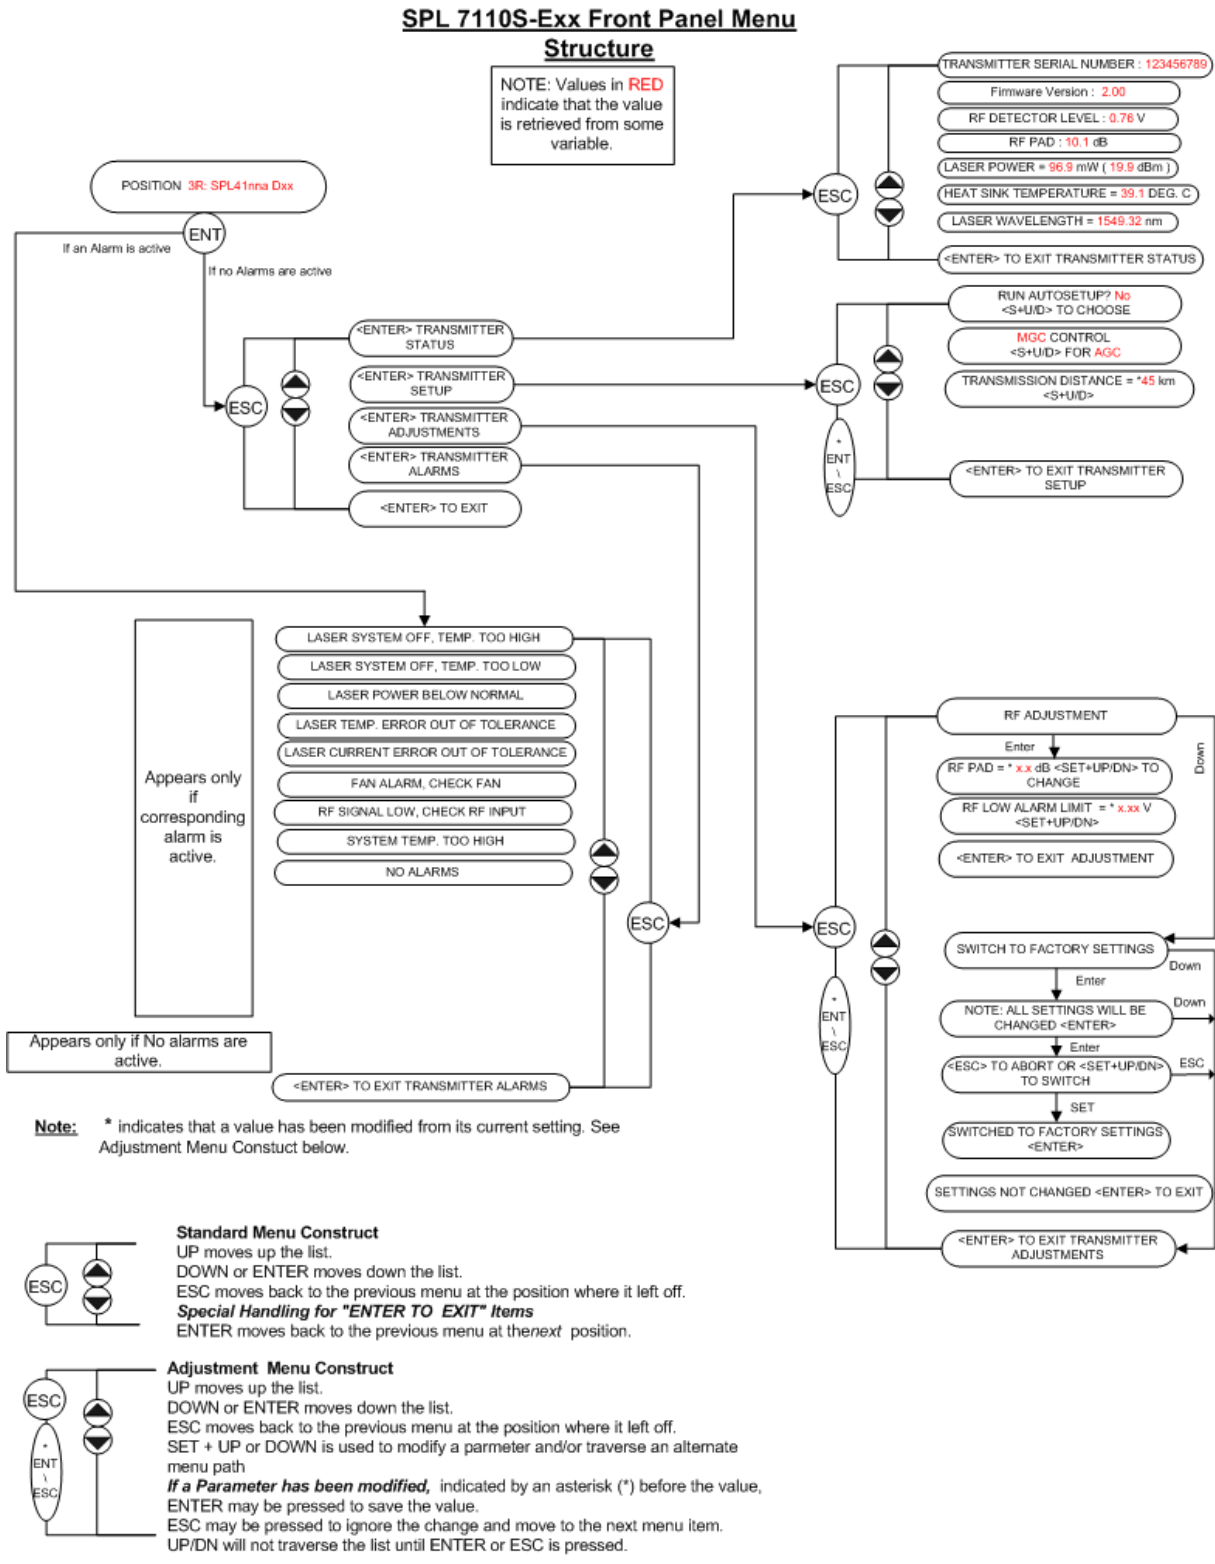 SPL 7110S-Exx Front Panel Menu
Structure
NOTE: Values in RED
indicate that the value
is retrieved from some
variable.
POSITION 3R: SPL41nna Dxx
ENT
If an Alarm is active
If no Alarms are active
<ENTER> TRANSMITTER
STATUS
<ENTER> TRANSMITTER
SETUP
<ENTER> TRANSMITTER
ADJUSTMENTS
<ENTER> TRANSMITTER
ALARMS
<ENTER> TO EXIT
ESC
ESC
TRANSMITTER SERIAL NUMBER : 123456789
Firmware Version : 2.00
RF DETECTOR LEVEL : 0.76 V
RF PAD : 10.1 dB
LASER POWER = 96.9 mW ( 19.9 dBm )
HEAT SINK TEMPERATURE = 39.1 DEG. C
LASER WAVELENGTH = 1549.32 nm
<ENTER> TO EXIT TRANSMITTER STATUS
RUN AUTOSETUP? No
<S+U/D> TO CHOOSE
MGC CONTROL
<S+U/D> FOR AGC
TRANSMISSION DISTANCE = *45 km
<S+U/D>
<ENTER> TO EXIT TRANSMITTER
SETUP
ESC
*
ENT
\
ESC
Appears only
if
corresponding
alarm is
active.
LASER SYSTEM OFF, TEMP. TOO HIGH
LASER SYSTEM OFF, TEMP. TOO LOW
LASER POWER BELOW NORMAL
LASER TEMP. ERROR OUT OF TOLERANCE
LASER CURRENT ERROR OUT OF TOLERANCE
FAN ALARM, CHECK FAN
RF SIGNAL LOW, CHECK RF INPUT
SYSTEM TEMP. TOO HIGH
NO ALARMS
ESC
Appears only if No alarms are
active.
<ENTER> TO EXIT TRANSMITTER ALARMS
RF ADJUSTMENT
Enter
Down
RF PAD = * x.x dB <SET+UP/DN> TO
CHANGE
RF LOW ALARM LIMIT = * x.xx V
<SET+UP/DN>
<ENTER> TO EXIT ADJUSTMENT
ESC
*
ENT
\
ESC
SWITCH TO FACTORY SETTINGS
Down
Enter
NOTE: ALL SETTINGS WILL BE
CHANGED <ENTER>
Down
Enter
<ESC> TO ABORT OR <SET+UP/DN>
TO SWITCH
ESC
SET
SWITCHED TO FACTORY SETTINGS
<ENTER>
SETTINGS NOT CHANGED <ENTER> TO EXIT
<ENTER> TO EXIT TRANSMITTER
ADJUSTMENTS
Note: * indicates that a value has been modified from its current setting. See
Adjustment Menu Constuct below.
ESC
Standard Menu Construct
UP moves up the list.
DOWN or ENTER moves down the list.
ESC moves back to the previous menu at the position where it left off.
Special Handling for "ENTER TO EXIT" Items
ENTER moves back to the previous menu at thenext position.
ESC
*
ENT
\
ESC
Adjustment Menu Construct
UP moves up the list.
DOWN or ENTER moves down the list.
ESC moves back to the previous menu at the position where it left off.
SET + UP or DOWN is used to modify a parmeter and/or traverse an alternate
menu path
If a Parameter has been modified, indicated by an asterisk (*) before the value,
ENTER may be pressed to save the value.
ESC may be pressed to ignore the change and move to the next menu item.
UP/DN will not traverse the list until ENTER or ESC is pressed.